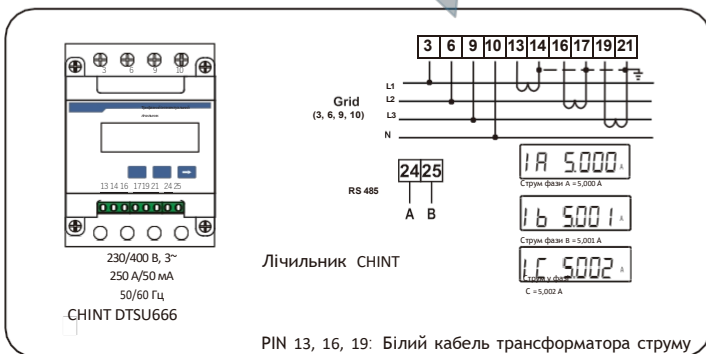 3 6 9 10
13 14 16 17 19 21 24 25
230/400 В, 3~
250 А/50 мА
50/60 Гц
CHINT DTSU666
3 6 9 10 13 14 16 17 19 21
L1
L2
L3
N
Grid
(3, 6, 9, 10)
24 25
RS 485
A B
Лічильник CHINT
IA 5.000 A
Струм фази A =5,000 A
Ib 5.001 A
Струм фази B =5,001 A
IC 5.002 A
Струм у фазі
C =5,002 A
PIN 13, 16, 19: Білий кабель трансформатора струму